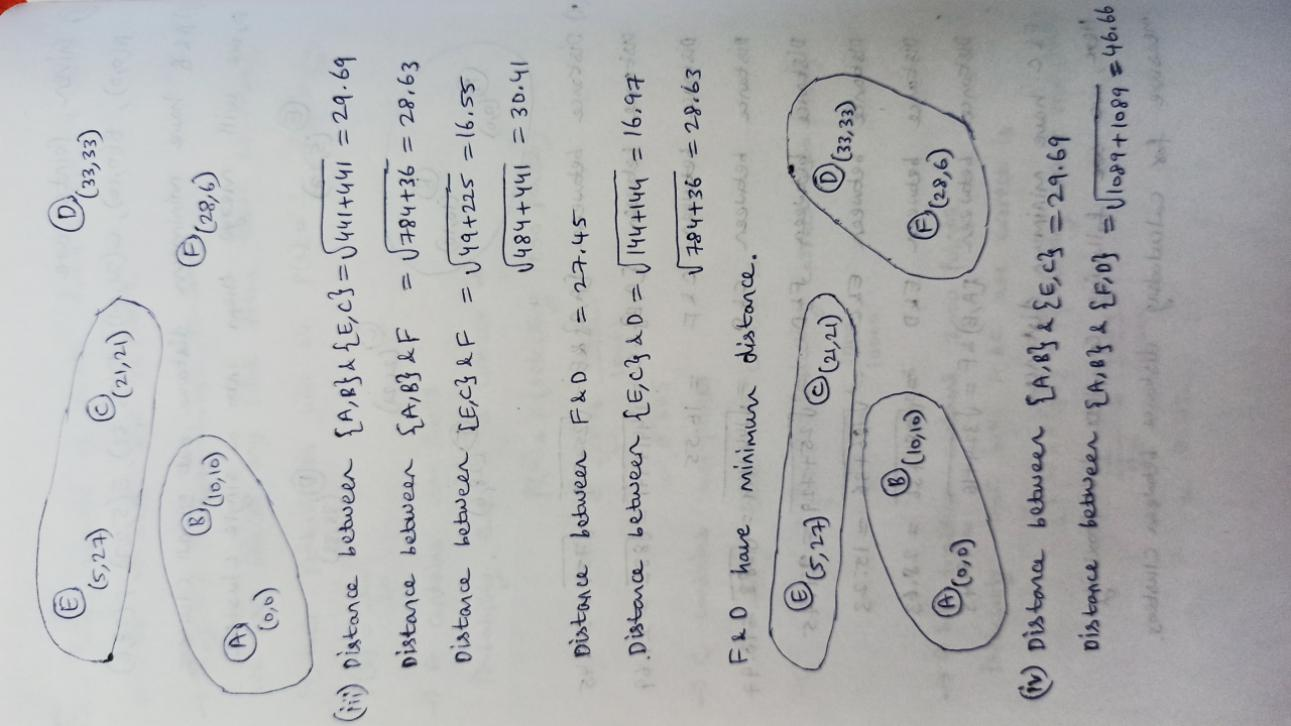 E (5,27)
C (21,21)
D (33,33)
A (0,0)
B (10,10)
F (28,6)
(iii) Distance between {A,B} & {E,C} = √441+441 = 29.69
Distance between {A,B} & F = √784+36 = 28.63
Distance between {E,C} & F = √49+225 = 16.55
√484+441 = 30.41
Distance between F & D = 27.45
Distance between {E,C} & D = √144+144 = 16.97
√784+36 = 28.63
F & D have minimum distance.
E (5,27)
C (21,21)
D (33,33)
A (0,0)
B (10,10)
F (28,6)
(iv) Distance between {A,B} & {E,C} = 29.69
Distance between {A,B} & {F,D} = √1089+1089 = 46.66